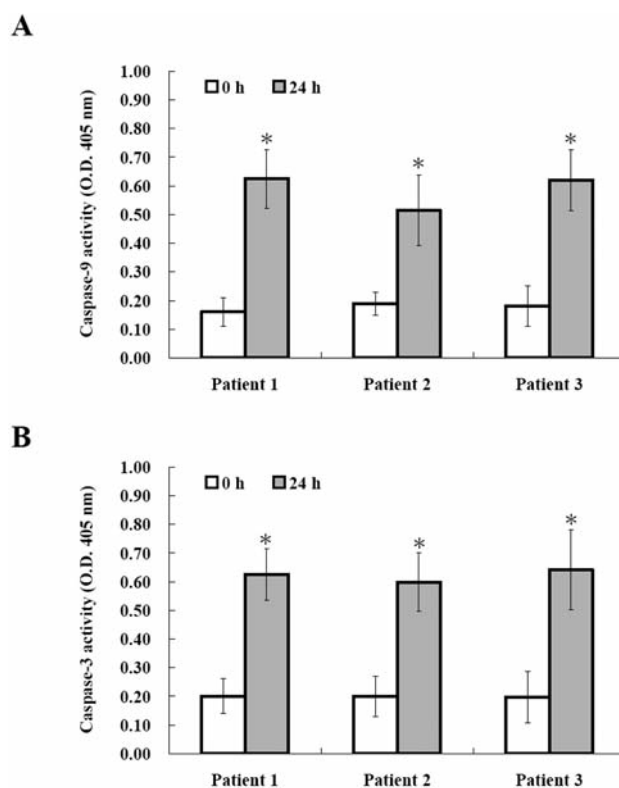 A
Caspase-9 activity (O.D. 405 nm)
1.00
0.90
0.80
0.70
0.60
0.50
0.40
0.30
0.20
0.10
0.00
0 h 24 h
* * *
Patient 1 Patient 2 Patient 3
B
Caspase-3 activity (O.D. 405 nm)
1.00
0.90
0.80
0.70
0.60
0.50
0.40
0.30
0.20
0.10
0.00
0 h 24 h
* * *
Patient 1 Patient 2 Patient 3